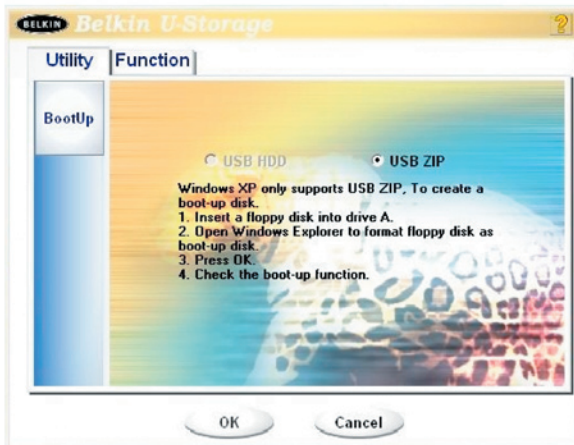 BELKIN Belkin U-Storage ?
Utility Function
BootUp
USB HDD USB ZIP
Windows XP only supports USB ZIP, To create a
boot-up disk.
1. Insert a floppy disk into drive A.
2. Open Windows Explorer to format floppy disk as
boot-up disk.
3. Press OK.
4. Check the boot-up function.
OK Cancel